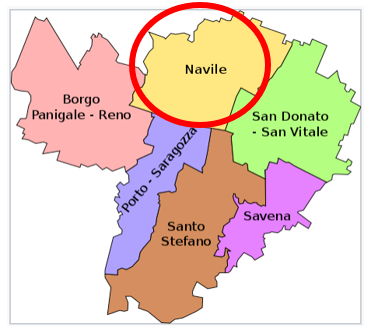 Navile
Borgo
Panigale - Reno
San Donato
- San Vitale
Porto - Saragozza
Santo
Stefano
Savena